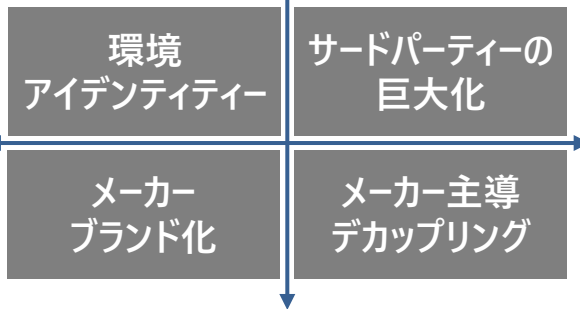 環境
アイデンティティー
サードパーティーの
巨大化
メーカー
ブランド化
メーカー主導
デカップリング